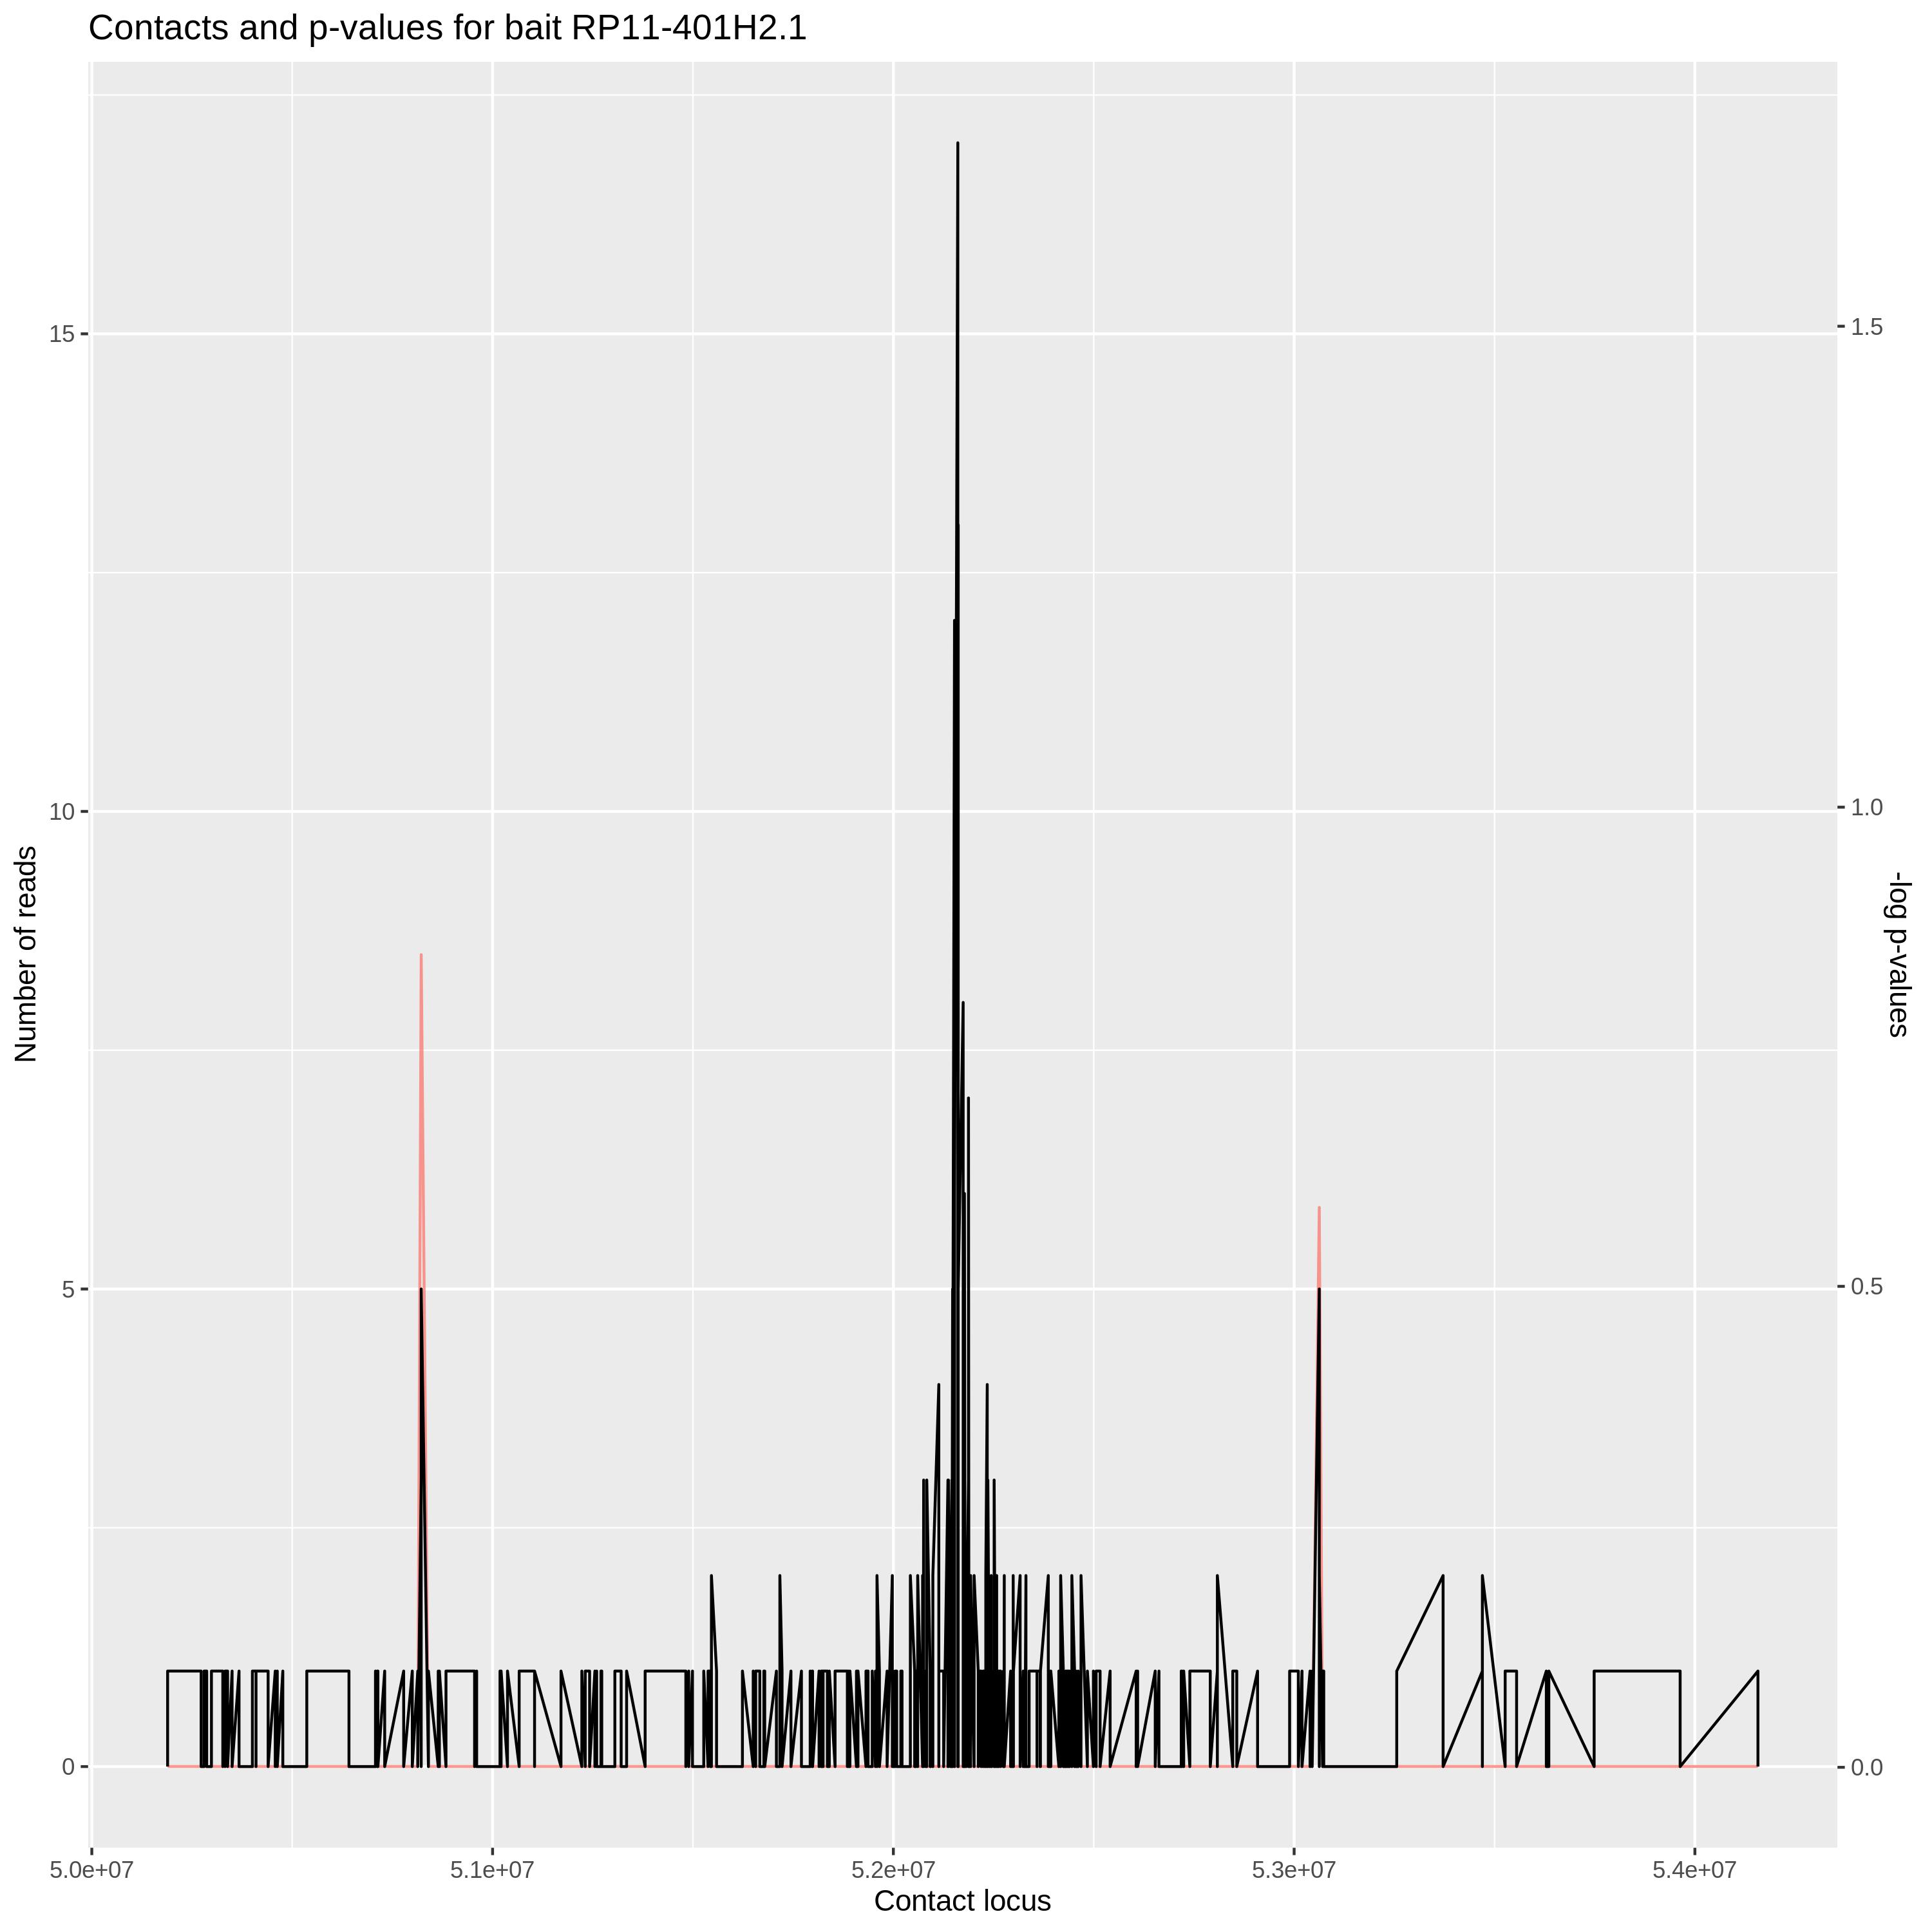 Contacts and p-values for bait RP11-401H2.1
15
10
5
0
Number of reads
1.5
1.0
0.5
0.0
-log p-values
5.0e+07 5.1e+07 5.2e+07 5.3e+07 5.4e+07
Contact locus